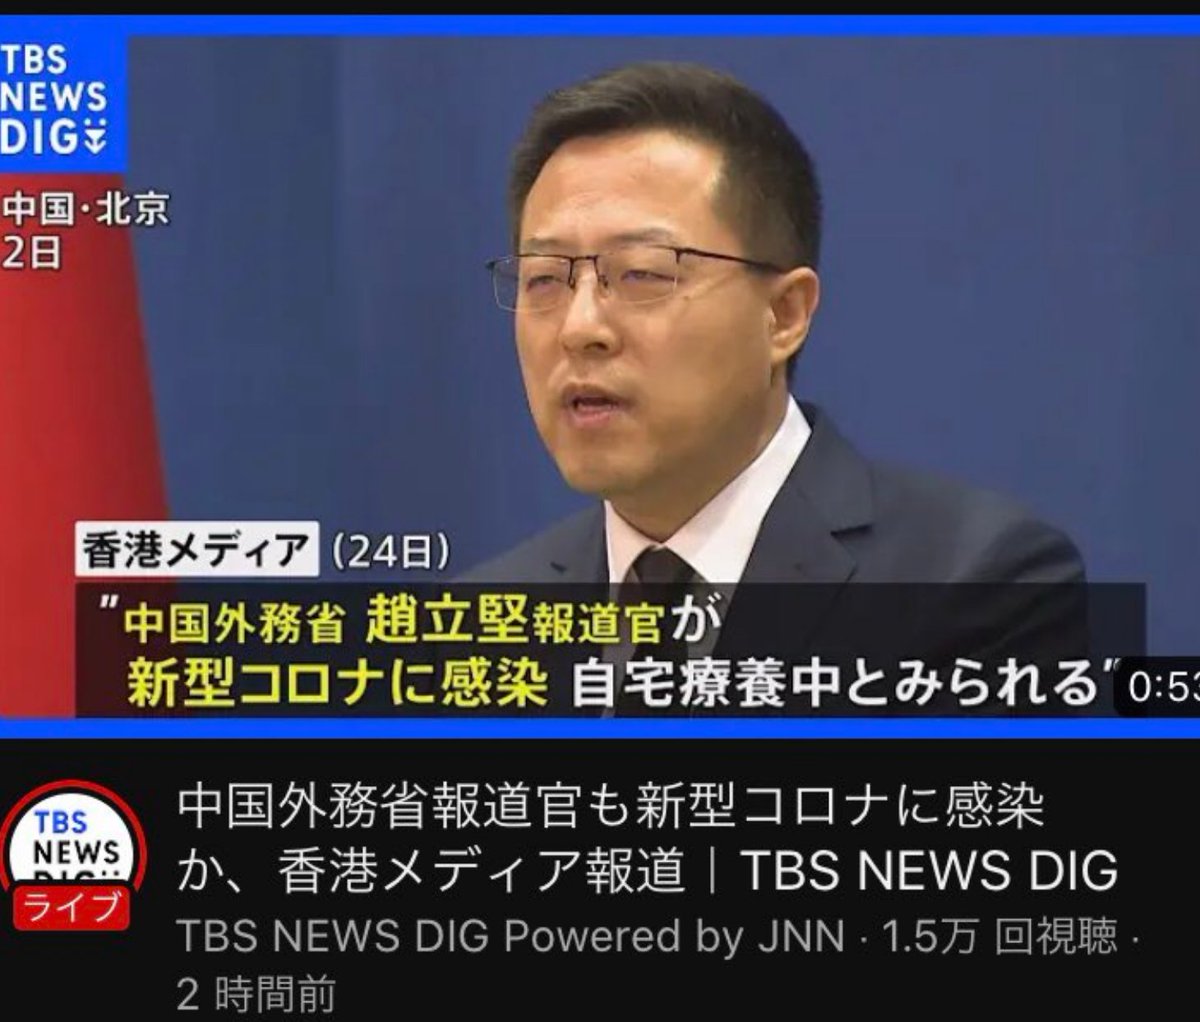 TBS
NEWS
DIG
中国・北京
2日
香港メディア (24日)
"中国外務省 趙立堅報道官が
新型コロナに感染 自宅療養中とみられる"
0:53
TBS
NEWS
DIG
ライブ
中国外務省報道官も新型コロナに感染
か、香港メディア報道｜TBS NEWS DIG
TBS NEWS DIG Powered by JNN · 1.5万 回視聴 ·
2 時間前